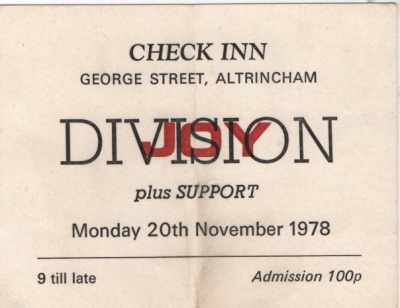 CHECK INN
GEORGE STREET, ALTRINCHAM
JOY
DIVISION
plus SUPPORT
Monday 20th November 1978
9 till late
Admission 100p